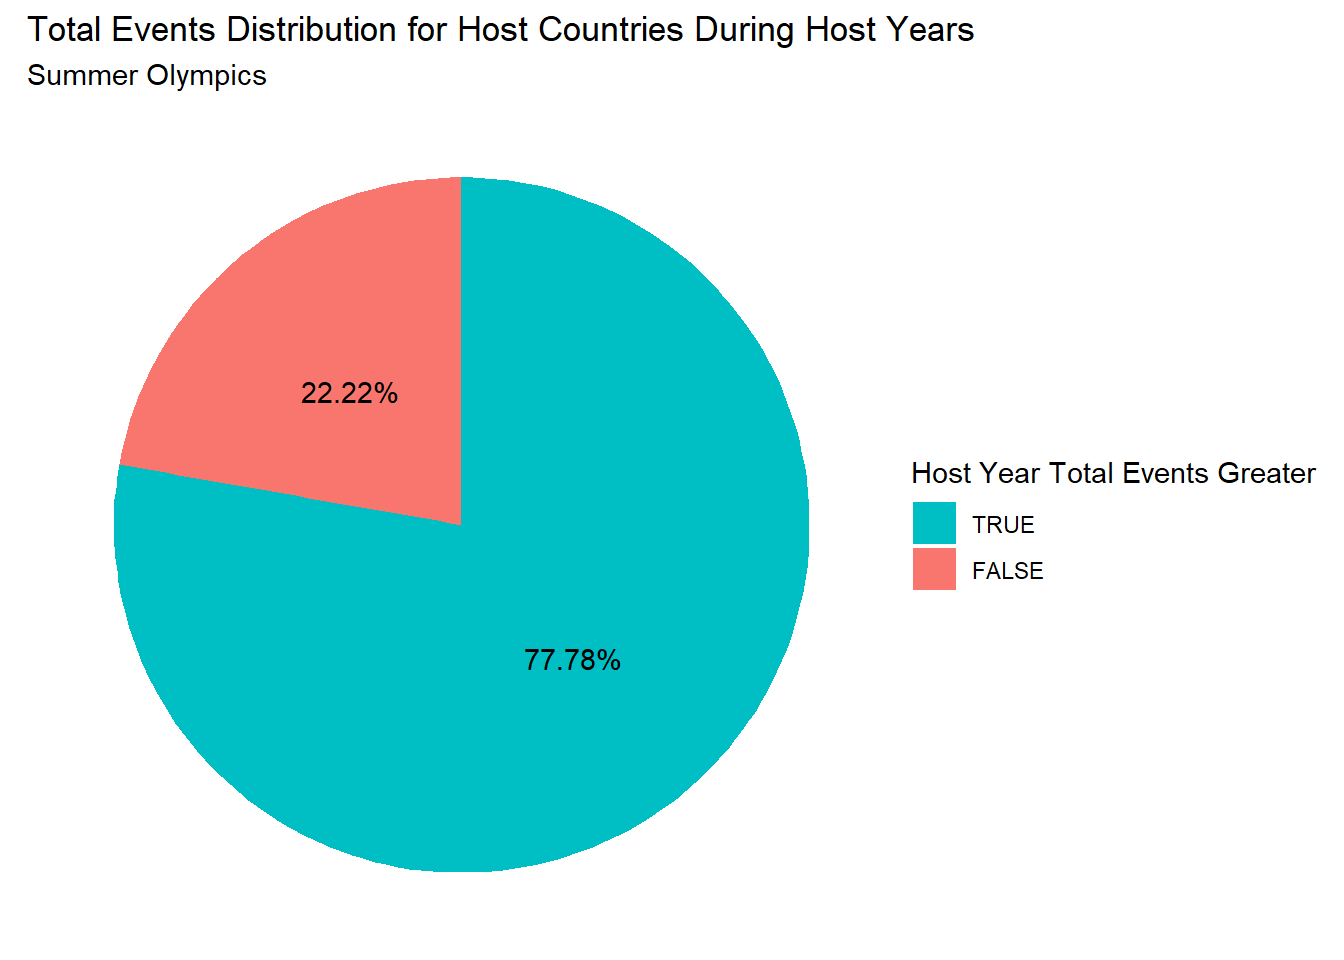 Total Events Distribution for Host Countries During Host Years
Summer Olympics
22.22%
77.78%
Host Year Total Events Greater
TRUE
FALSE